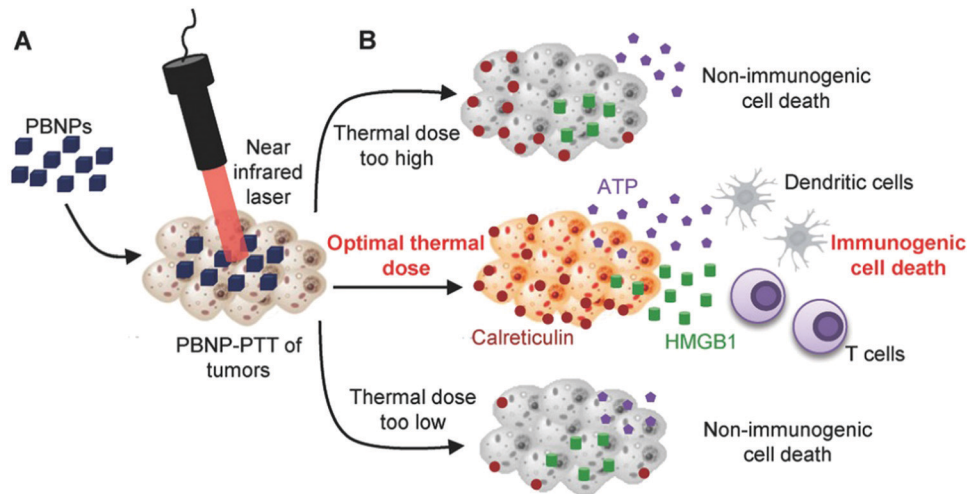 A
PBNPs
Near
infrared
laser
PBNP-PTT of
tumors
B
Thermal dose
too high
Non-immunogenic
cell death
Optimal thermal
dose
ATP
Dendritic cells
Immunogenic
cell death
Calreticulin
HMGB1
T cells
Thermal dose
too low
Non-immunogenic
cell death